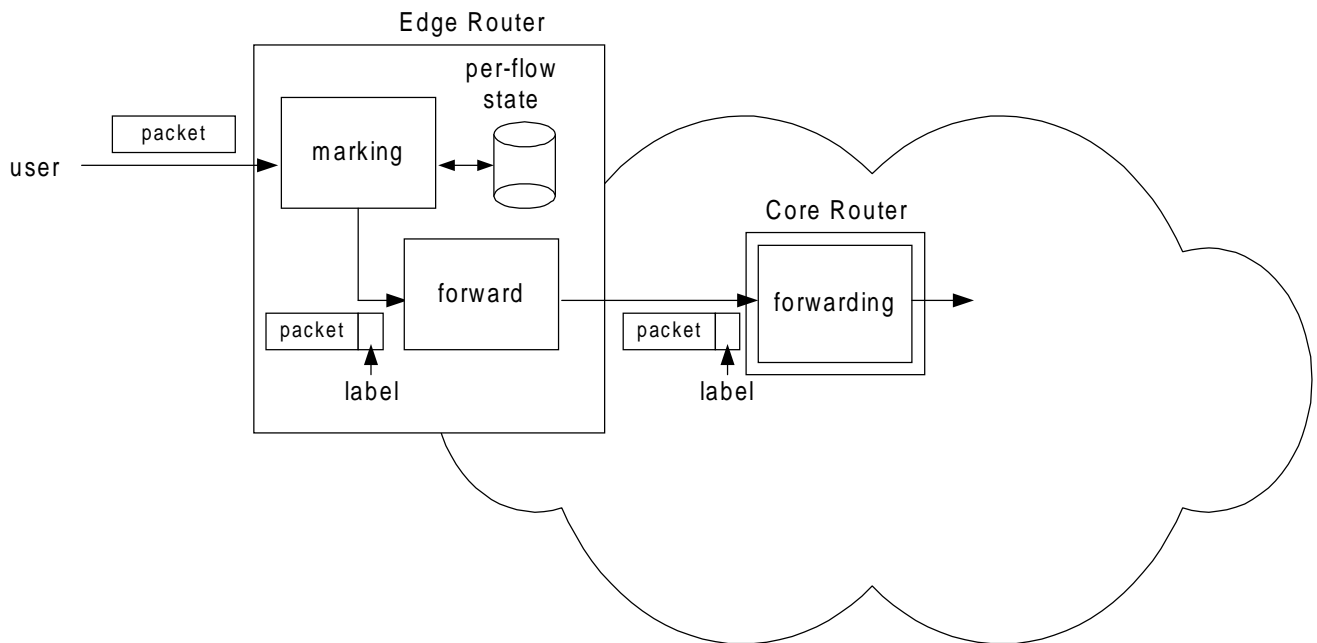 Edge Router
per-flow
state
packet
marking
user
Core Router
forward
forwarding
packet
packet
label
label